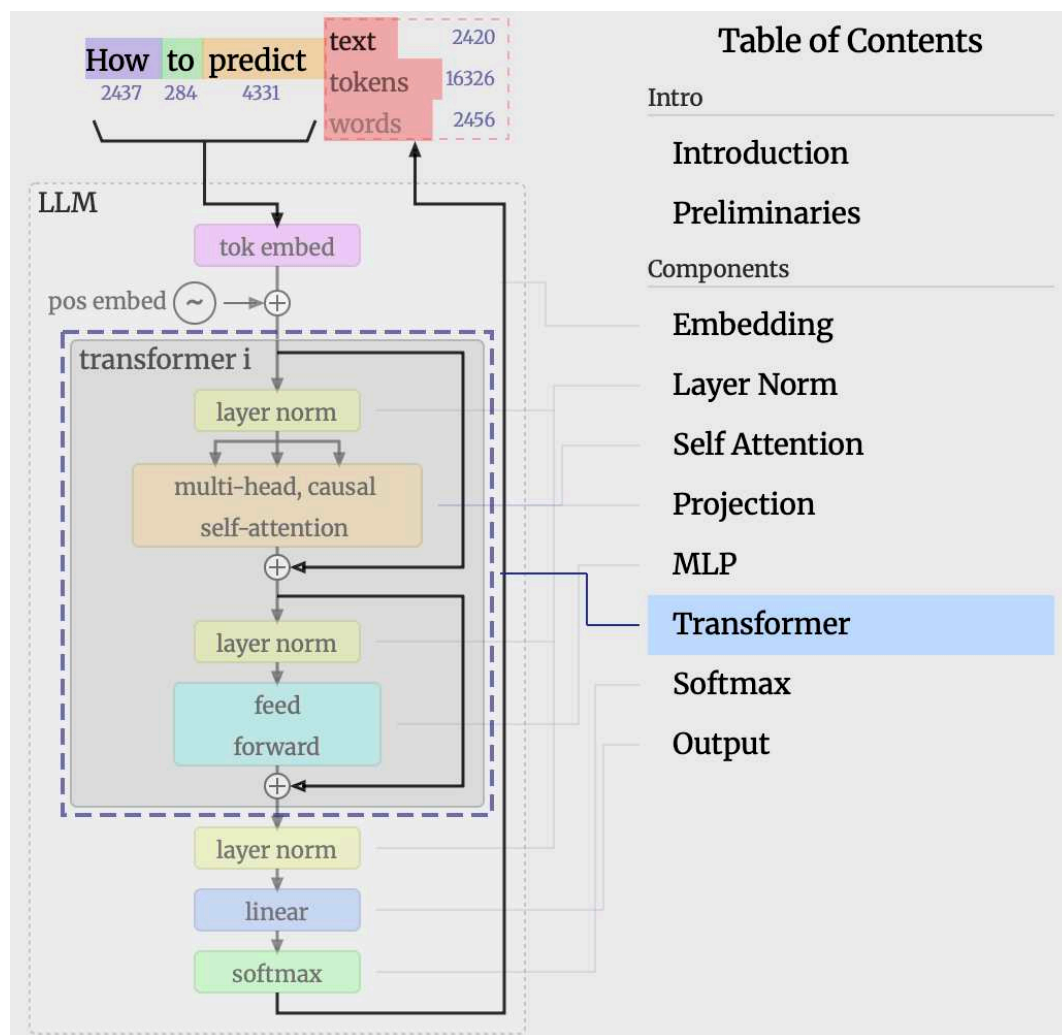 How to predict
2437 284 4331
text 2420
tokens 16326
words 2456
LLM
tok embed
pos embed ~
transformer i
layer norm
multi-head, causal
self-attention
layer norm
feed
forward
layer norm
linear
softmax
Table of Contents
Intro
Introduction
Preliminaries
Components
Embedding
Layer Norm
Self Attention
Projection
MLP
Transformer
Softmax
Output